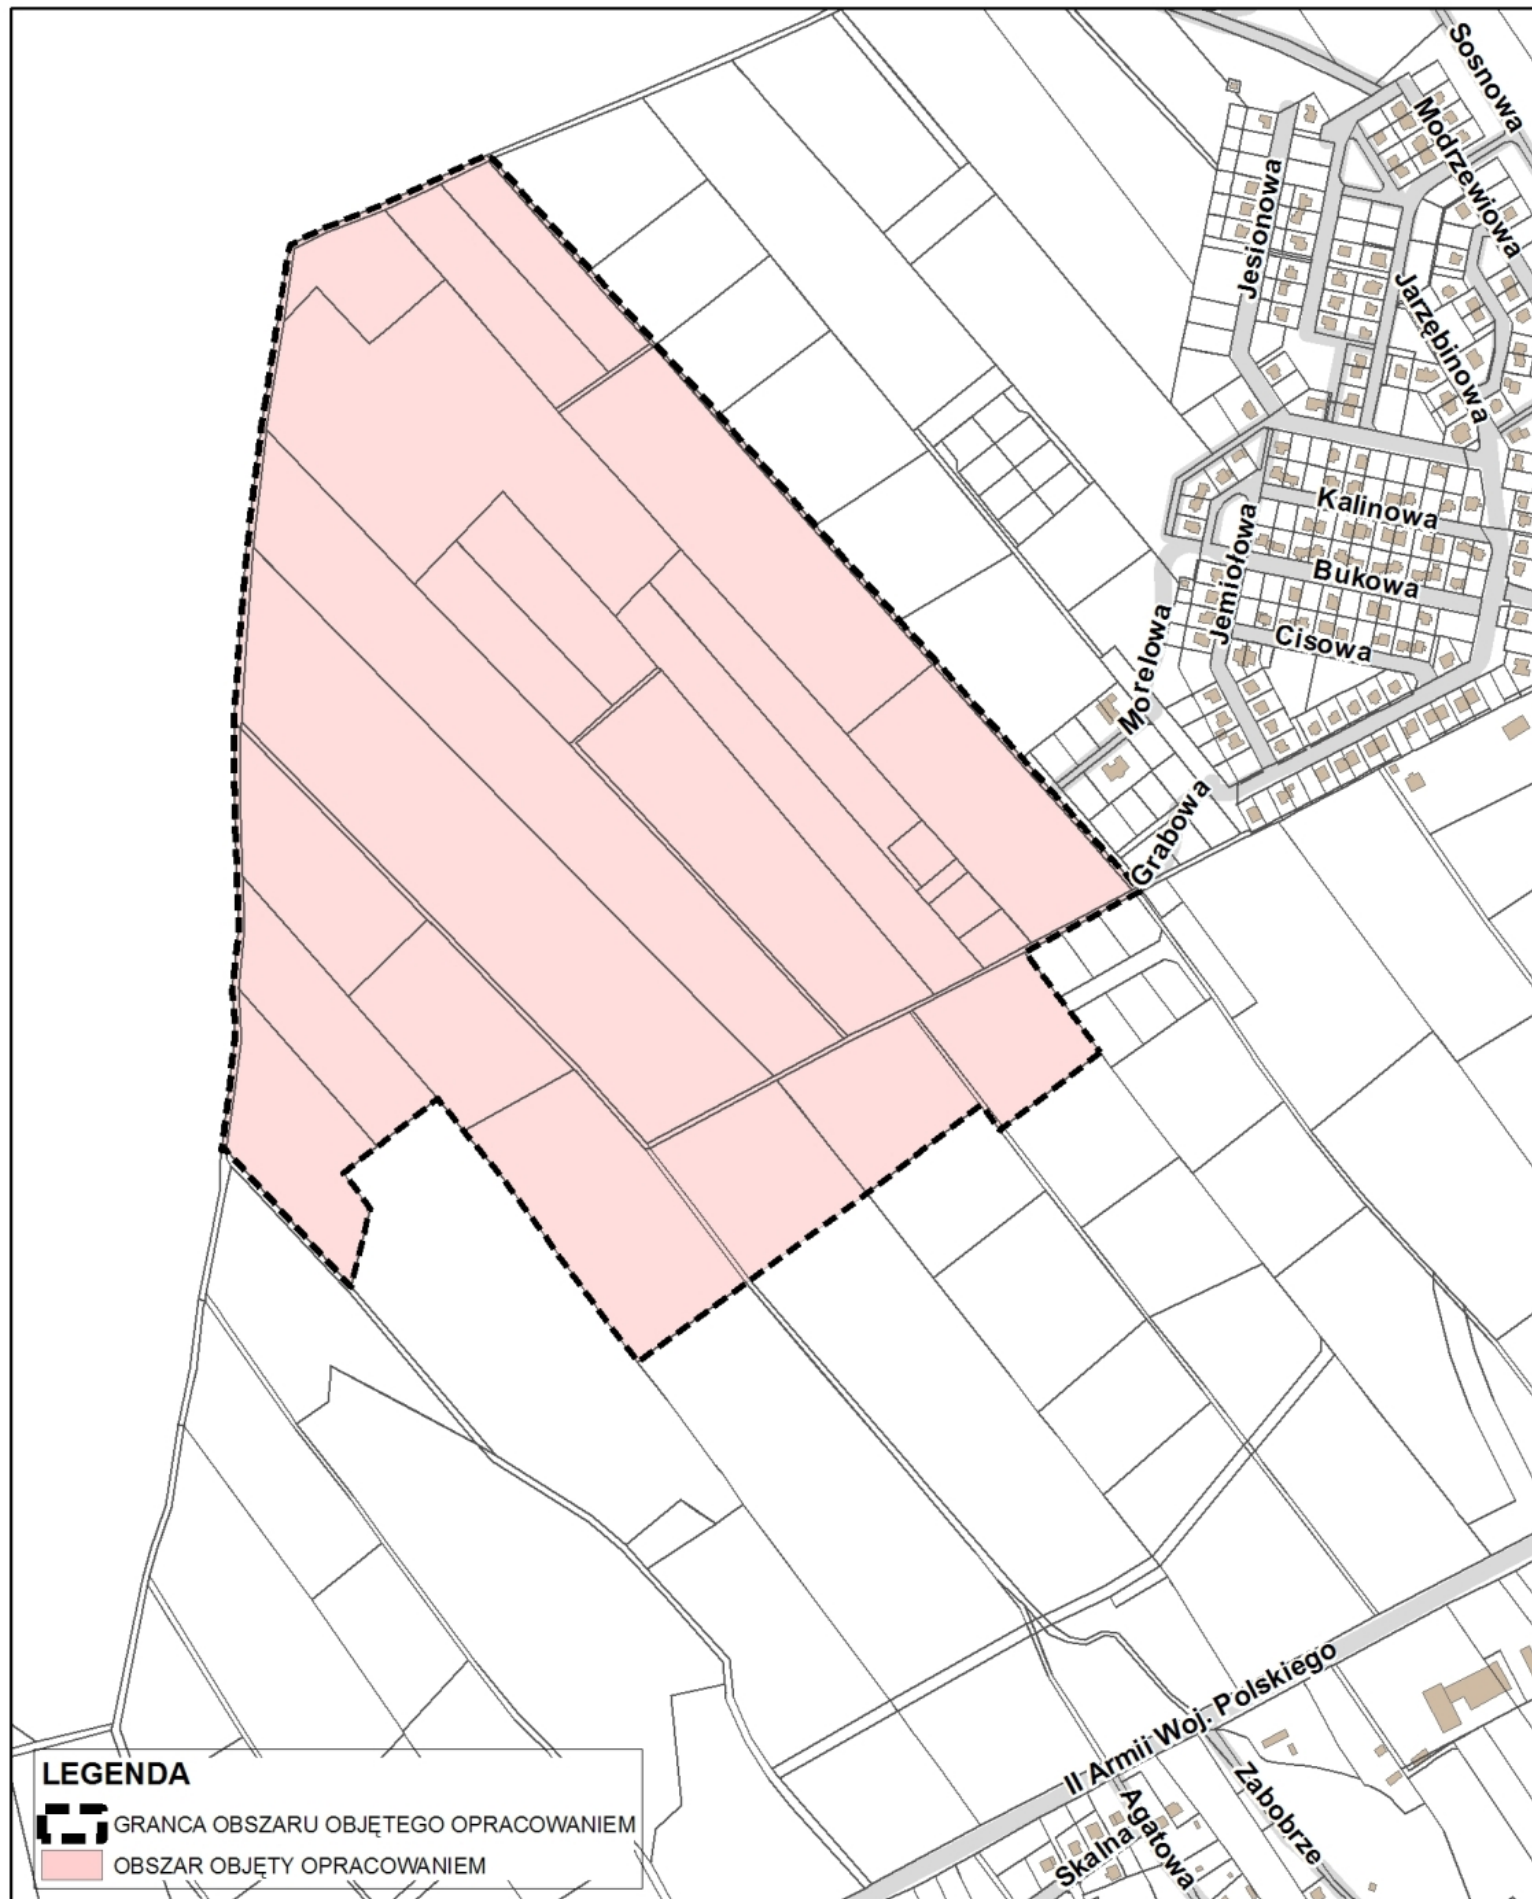 Sosnowa
Modrzewiowa
Jesionowa
Jarzębinowa
Kalinowa
Bukowa
Jemiołowa
Cisowa
Morelowa
Grabowa
II Armii Woj. Polskiego
Zabobrze
Agatowa
Skalna
LEGENDA
GRANCA OBSZARU OBJĘTEGO OPRACOWANIEM
OBSZAR OBJĘTY OPRACOWANIEM